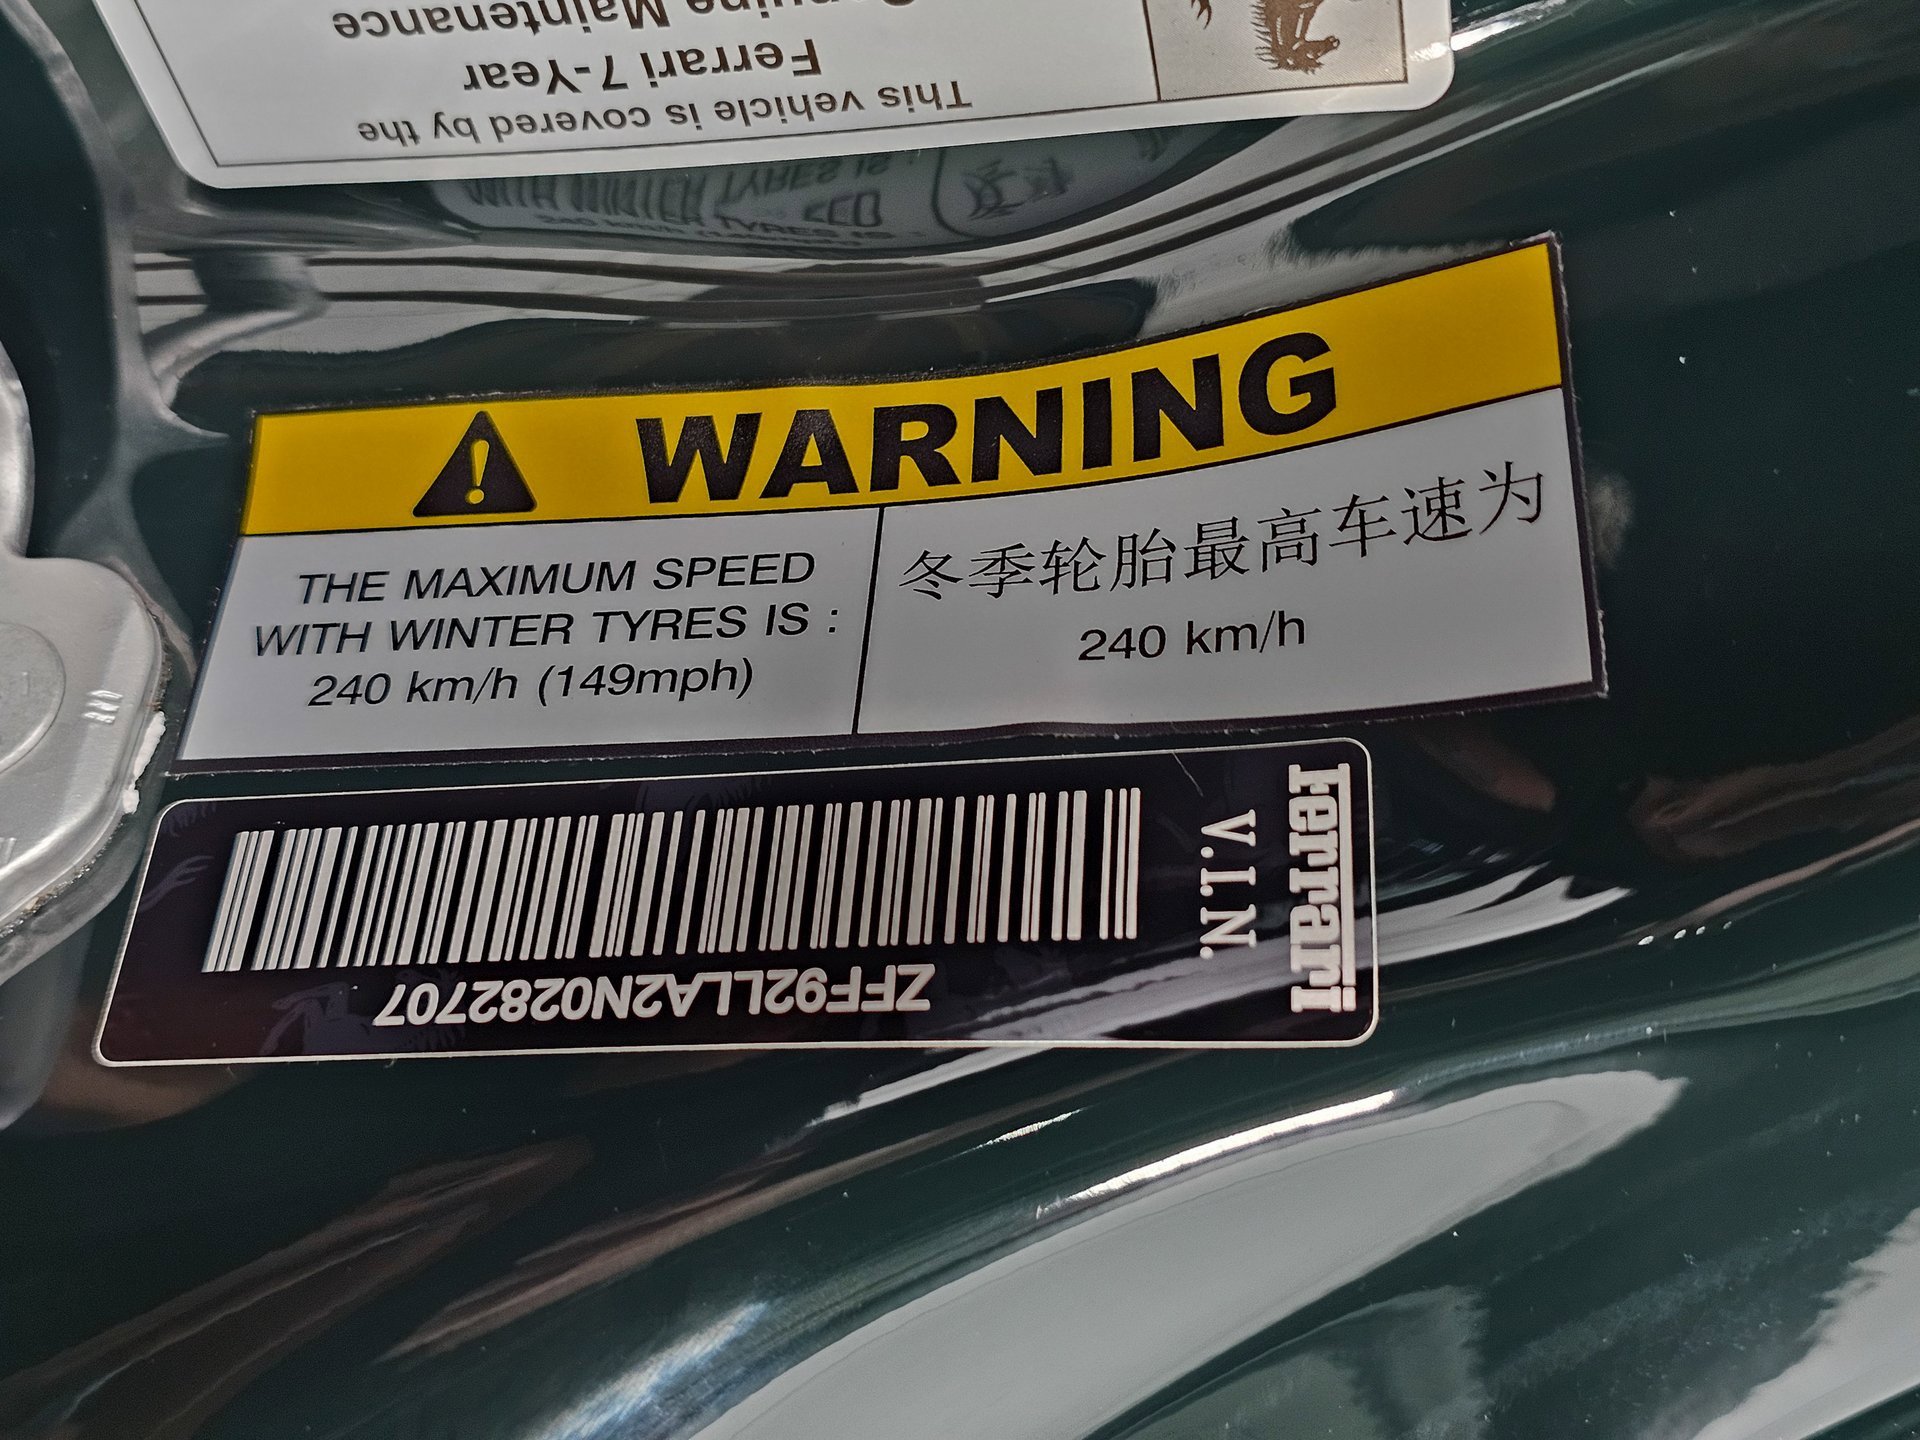 This vehicle is covered by the
Ferrari 7-Year
Genuine Maintenance
WARNING
THE MAXIMUM SPEED
WITH WINTER TYRES IS :
240 km/h (149mph)
冬季轮胎最高车速为
240 km/h
Ferrari
V.I.N.
ZFF92LLA2N0282707